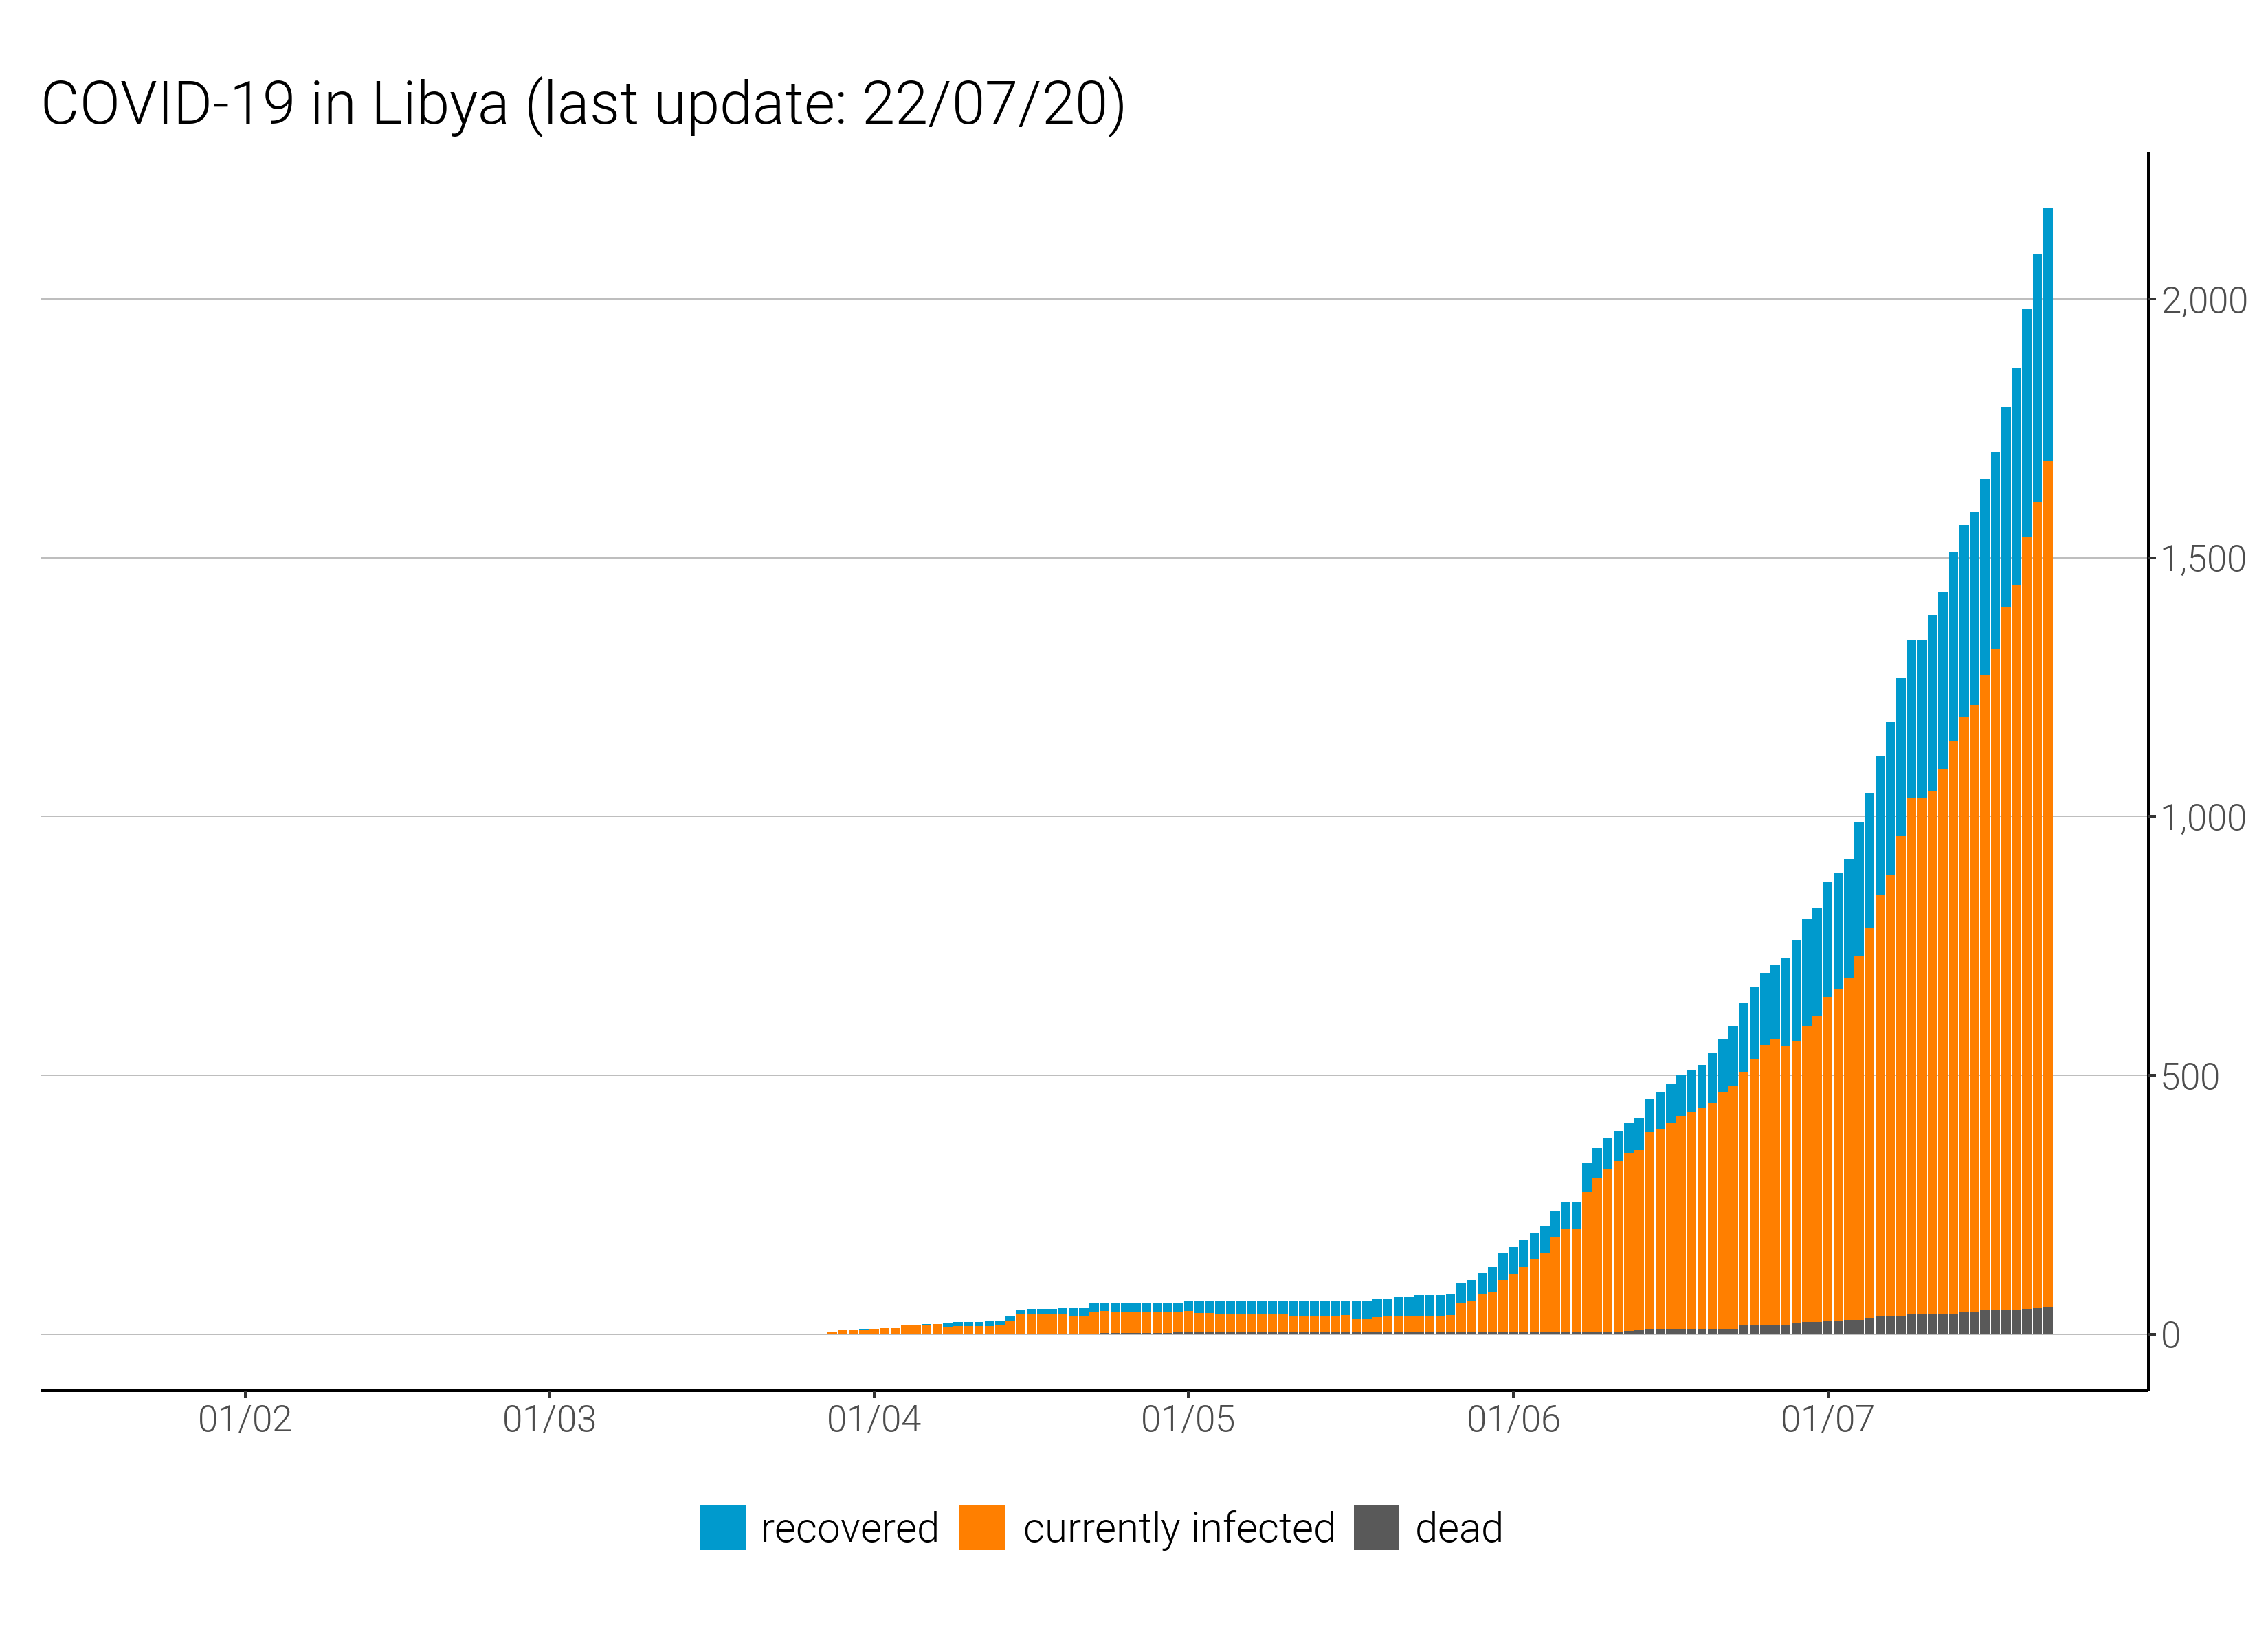 COVID-19 in Libya (last update: 22/07/20)
2,000
1,500
1,000
500
0
01/02 01/03 01/04 01/05 01/06 01/07
recovered currently infected dead